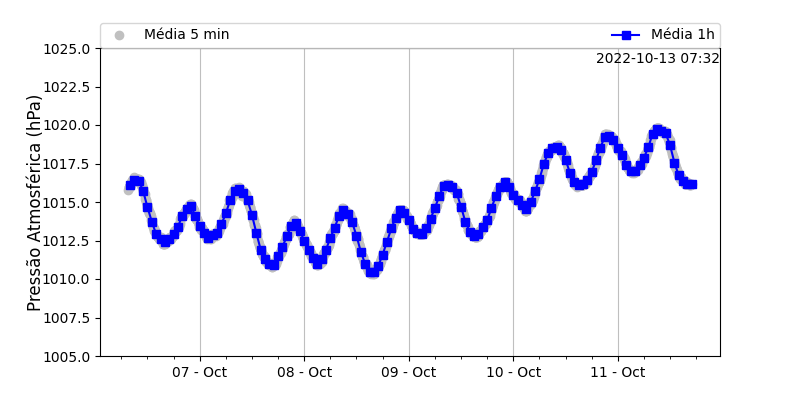 Média 5 min
Média 1h
2022-10-13 07:32
Pressão Atmosférica (hPa)
1025.0
1022.5
1020.0
1017.5
1015.0
1012.5
1010.0
1007.5
1005.0
07 - Oct
08 - Oct
09 - Oct
10 - Oct
11 - Oct